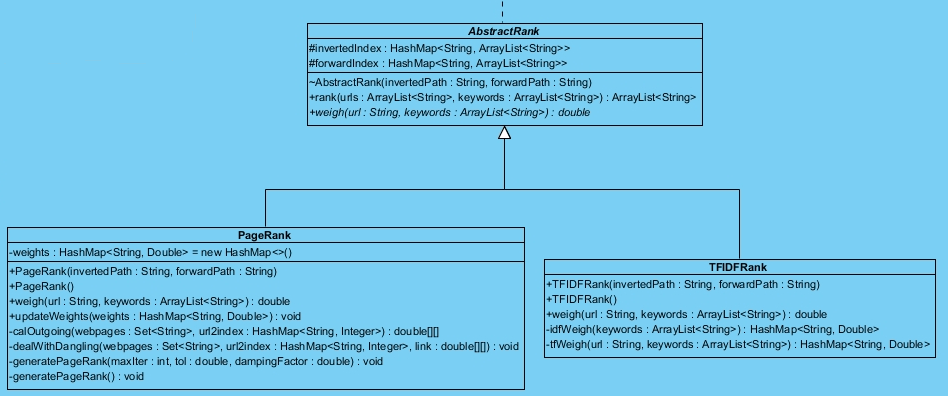 AbstractRank
#invertedIndex : HashMap<String, ArrayList<String>>
#forwardIndex : HashMap<String, ArrayList<String>>
~AbstractRank(invertedPath : String, forwardPath : String)
+rank(urls : ArrayList<String>, keywords : ArrayList<String>) : ArrayList<String>
+weigh(url : String, keywords : ArrayList<String>) : double
PageRank
-weights : HashMap<String, Double> = new HashMap<>()
+PageRank(invertedPath : String, forwardPath : String)
+PageRank()
+weigh(url : String, keywords : ArrayList<String>) : double
+updateWeights(weights : HashMap<String, Double>) : void
-calOutgoing(webpages : Set<String>, url2index : HashMap<String, Integer>) : double[][]
-dealWithDangling(webpages : Set<String>, url2index : HashMap<String, Integer>, link : double[][]) : void
-generatePageRank(maxIter : int, tol : double, dampingFactor : double) : void
-generatePageRank() : void
TFIDFRank
+TFIDFRank(invertedPath : String, forwardPath : String)
+TFIDFRank()
+weigh(url : String, keywords : ArrayList<String>) : double
-idfWeigh(keywords : ArrayList<String>) : HashMap<String, Double>
-tfWeigh(url : String, keywords : ArrayList<String>) : HashMap<String, Double>